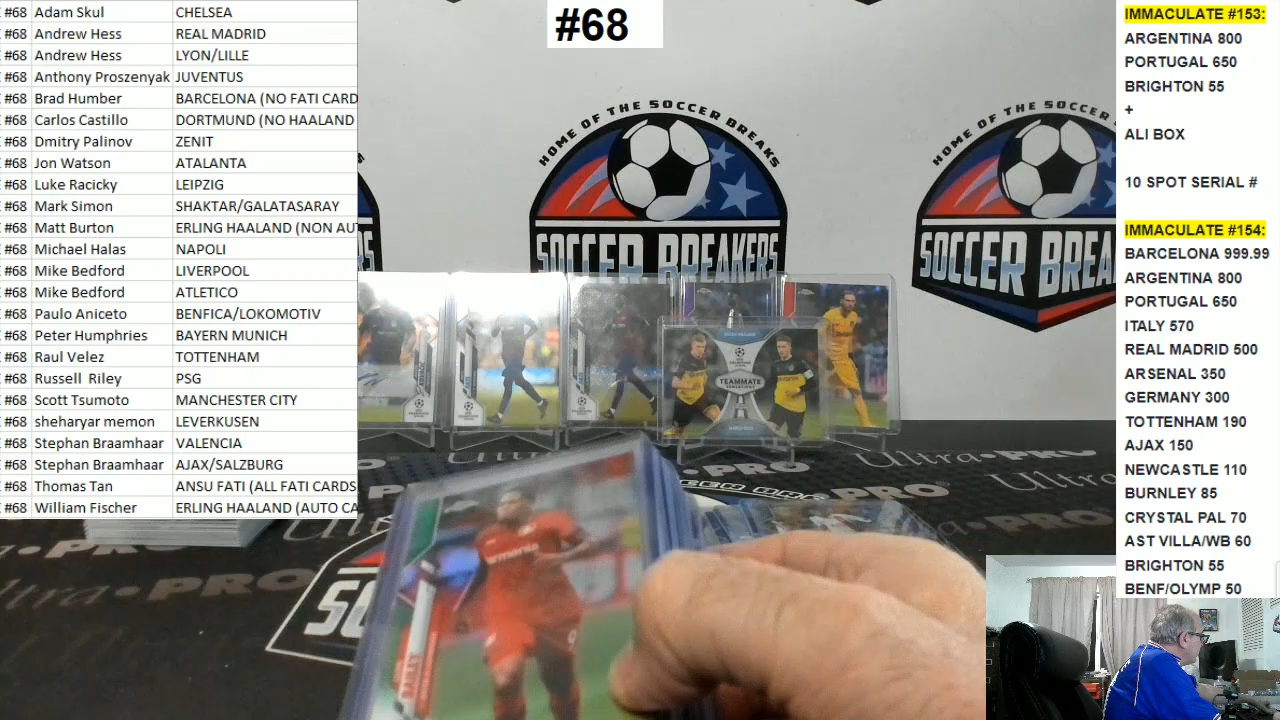 #68 Adam Skul CHELSEA
#68 Andrew Hess REAL MADRID
#68 Andrew Hess LYON/LILLE
#68 Anthony Proszenyak JUVENTUS
#68 Brad Humber BARCELONA (NO FATI CARD
#68 Carlos Castillo DORTMUND (NO HAALAND
#68 Dmitry Palinov ZENIT
#68 Jon Watson ATALANTA
#68 Luke Racicky LEIPZIG
#68 Mark Simon SHAKTAR/GALATASARAY
#68 Matt Burton ERLING HAALAND (NON AU
#68 Michael Halas NAPOLI
#68 Mike Bedford LIVERPOOL
#68 Mike Bedford ATLETICO
#68 Paulo Aniceto BENFICA/LOKOMOTIV
#68 Peter Humphries BAYERN MUNICH
#68 Raul Velez TOTTENHAM
#68 Russell Riley PSG
#68 Scott Tsumoto MANCHESTER CITY
#68 sheharyar memon LEVERKUSEN
#68 Stephan Braamhaar VALENCIA
#68 Stephan Braamhaar AJAX/SALZBURG
#68 Thomas Tan ANSU FATI (ALL FATI CARDS
#68 William Fischer ERLING HAALAND (AUTO CA
#68
HOME OF THE SOCCER BREAKS
SOCCER BREAKERS
HOME OF THE SOCCER
SOCCER BREA
TEAMMATE
Ultra•PRO
Ultra•PRO
PRO
IMMACULATE #153:
ARGENTINA 800
PORTUGAL 650
BRIGHTON 55
+
ALI BOX
10 SPOT SERIAL #
IMMACULATE #154:
BARCELONA 999.99
ARGENTINA 800
PORTUGAL 650
ITALY 570
REAL MADRID 500
ARSENAL 350
GERMANY 300
TOTTENHAM 190
AJAX 150
NEWCASTLE 110
BURNLEY 85
CRYSTAL PAL 70
AST VILLA/WB 60
BRIGHTON 55
BENF/OLYMP 50